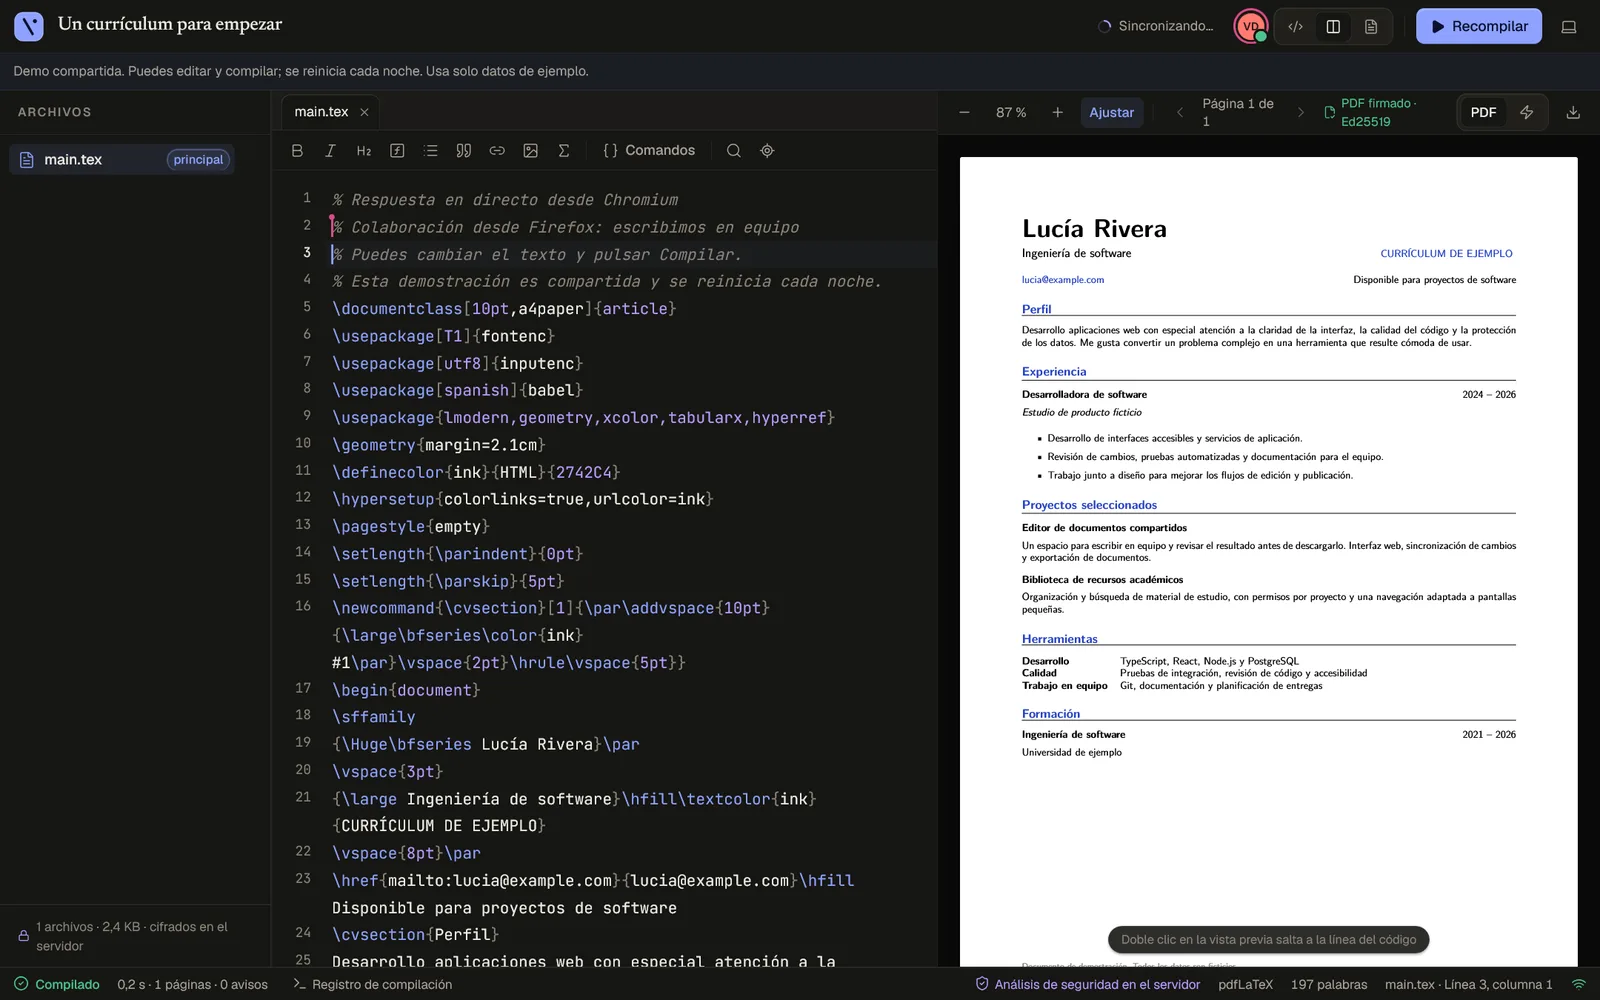 Un currículum para empezar
Sincronizando...
VD
Recompilar
Demo compartida. Puedes editar y compilar; se reinicia cada noche. Usa solo datos de ejemplo.
ARCHIVOS
main.tex
principal
1 archivos · 2,4 KB · cifrados en el
servidor
main.tex
B I H2 Comandos
1 % Respuesta en directo desde Chromium
2 % Colaboración desde Firefox: escribimos en equipo
3 % Puedes cambiar el texto y pulsar Compilar.
4 % Esta demostración es compartida y se reinicia cada noche.
5 \documentclass[10pt,a4paper]{article}
6 \usepackage[T1]{fontenc}
7 \usepackage[utf8]{inputenc}
8 \usepackage[spanish]{babel}
9 \usepackage{lmodern,geometry,xcolor,tabularx,hyperref}
10 \geometry{margin=2.1cm}
11 \definecolor{ink}{HTML}{2742C4}
12 \hypersetup{colorlinks=true,urlcolor=ink}
13 \pagestyle{empty}
14 \setlength{\parindent}{0pt}
15 \setlength{\parskip}{5pt}
16 \newcommand{\cvsection}[1]{\par\addvspace{10pt}
{\large\bfseries\color{ink}
#1\par}\vspace{2pt}\hrule\vspace{5pt}}
17 \begin{document}
18 \sffamily
19 {\Huge\bfseries Lucía Rivera}\par
20 \vspace{3pt}
21 {\large Ingeniería de software}\hfill\textcolor{ink}
{CURRÍCULUM DE EJEMPLO}
22 \vspace{8pt}\par
23 \href{mailto:lucia@example.com}{lucia@example.com}\hfill
Disponible para proyectos de software
24 \cvsection{Perfil}
25 Desarrollo aplicaciones web con especial atención a la
87 %
Ajustar
Página 1 de
1
PDF firmado ·
Ed25519
PDF
Lucía Rivera
Ingeniería de software
CURRÍCULUM DE EJEMPLO
lucia@example.com
Disponible para proyectos de software
Perfil
Desarrollo aplicaciones web con especial atención a la claridad de la interfaz, la calidad del código y la protección
de los datos. Me gusta convertir un problema complejo en una herramienta que resulte cómoda de usar.
Experiencia
Desarrolladora de software 2024 – 2026
Estudio de producto ficticio
▪ Desarrollo de interfaces accesibles y servicios de aplicación.
▪ Revisión de cambios, pruebas automatizadas y documentación para el equipo.
▪ Trabajo junto a diseño para mejorar los flujos de edición y publicación.
Proyectos seleccionados
Editor de documentos compartidos
Un espacio para escribir en equipo y revisar el resultado antes de descargarlo. Interfaz web, sincronización de cambios
y exportación de documentos.
Biblioteca de recursos académicos
Organización y búsqueda de material de estudio, con permisos por proyecto y una navegación adaptada a pantallas
pequeñas.
Herramientas
Desarrollo TypeScript, React, Node.js y PostgreSQL
Calidad Pruebas de integración, revisión de código y accesibilidad
Trabajo en equipo Git, documentación y planificación de entregas
Formación
Ingeniería de software 2021 – 2026
Universidad de ejemplo
Doble clic en la vista previa salta a la línea del código
Documento de demostración. Todos los datos son ficticios.
Compilado
0,2 s · 1 páginas · 0 avisos
Registro de compilación
Análisis de seguridad en el servidor
pdfLaTeX
197 palabras
main.tex · Línea 3, columna 1